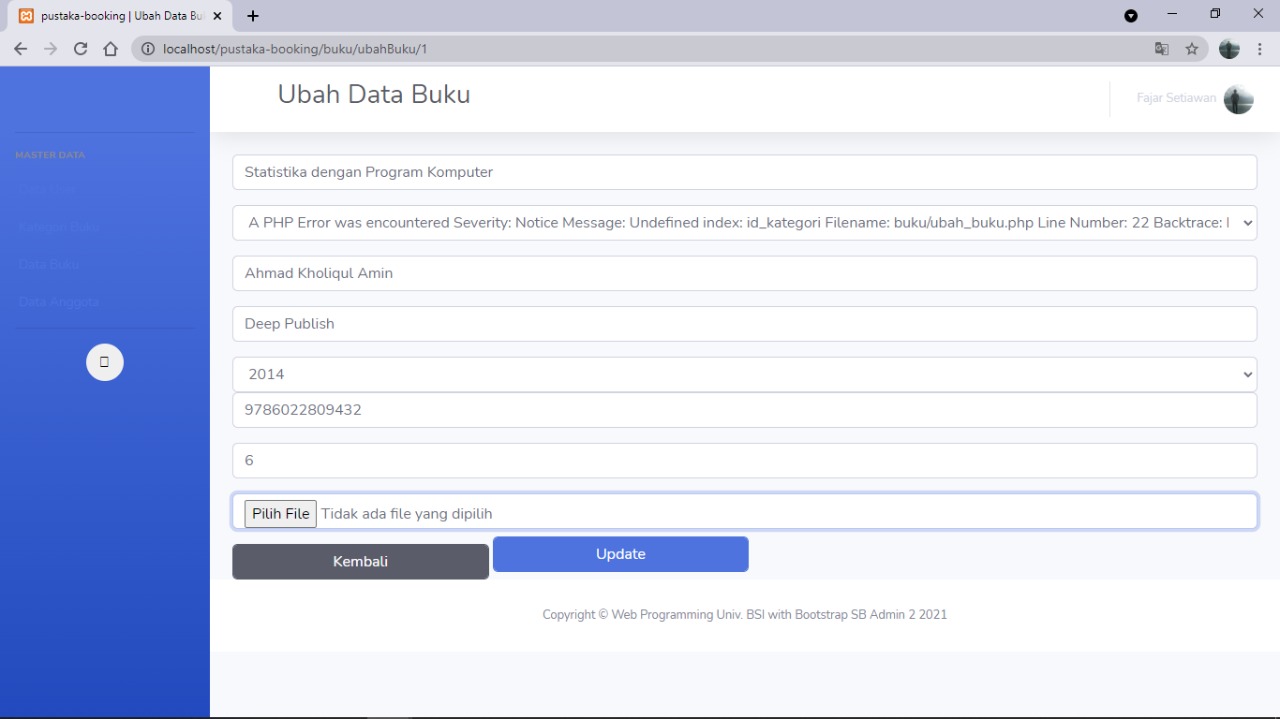 pustaka-booking | Ubah Data Bu
localhost/pustaka-booking/buku/ubahBuku/1
Ubah Data Buku
Fajar Setiawan
MASTER DATA
Kategori Buku
Data Buku
Data Anggota
Statistika dengan Program Komputer
A PHP Error was encountered Severity: Notice Message: Undefined index: id_kategori Filename: buku/ubah_buku.php Line Number: 22 Backtrace:
Ahmad Kholiqul Amin
Deep Publish
2014
9786022809432
6
Pilih File Tidak ada file yang dipilih
Kembali
Update
Copyright © Web Programming Univ. BSI with Bootstrap SB Admin 2 2021